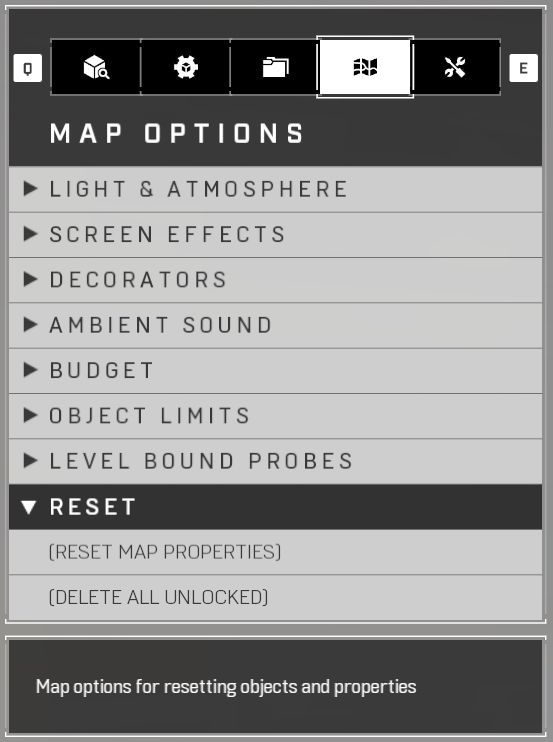 Q
E
MAP OPTIONS
LIGHT & ATMOSPHERE
SCREEN EFFECTS
DECORATORS
AMBIENT SOUND
BUDGET
OBJECT LIMITS
LEVEL BOUND PROBES
RESET
(RESET MAP PROPERTIES)
(DELETE ALL UNLOCKED)
Map options for resetting objects and properties